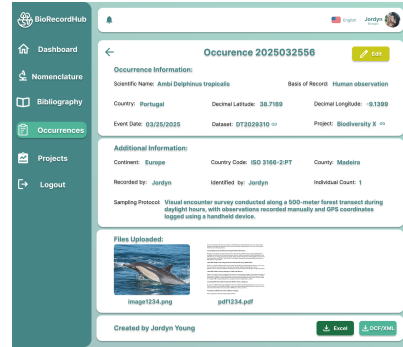 BioRecordHub
English
Jordyn
Dashboard
Nomenclature
Bibliography
Occurrences
Projects
Logout
Occurence 2025032556
Edit
Occurrence Information:
Scientific Name: Ambi Delphinus tropicalis
Basis of Record: Human observation
Country: Portugal
Decimal Latitude: 38.7169
Decimal Longitude: -9.1399
Event Date: 03/25/2025
Dataset: DT2029310
Project: Biodiversity X
Additional Information:
Continent: Europe
Country Code: ISO 3166-2:PT
County: Madeira
Recorded by: Jordyn
Identified by: Jordyn
Individual Count: 1
Sampling Protocol: Visual encounter survey conducted along a 500-meter forest transect during
daylight hours, with observations recorded manually and GPS coordinates
logged using a handheld device.
Files Uploaded:
image1234.png
pdf1234.pdf
Created by Jordyn Young
Excel
OCF/XML